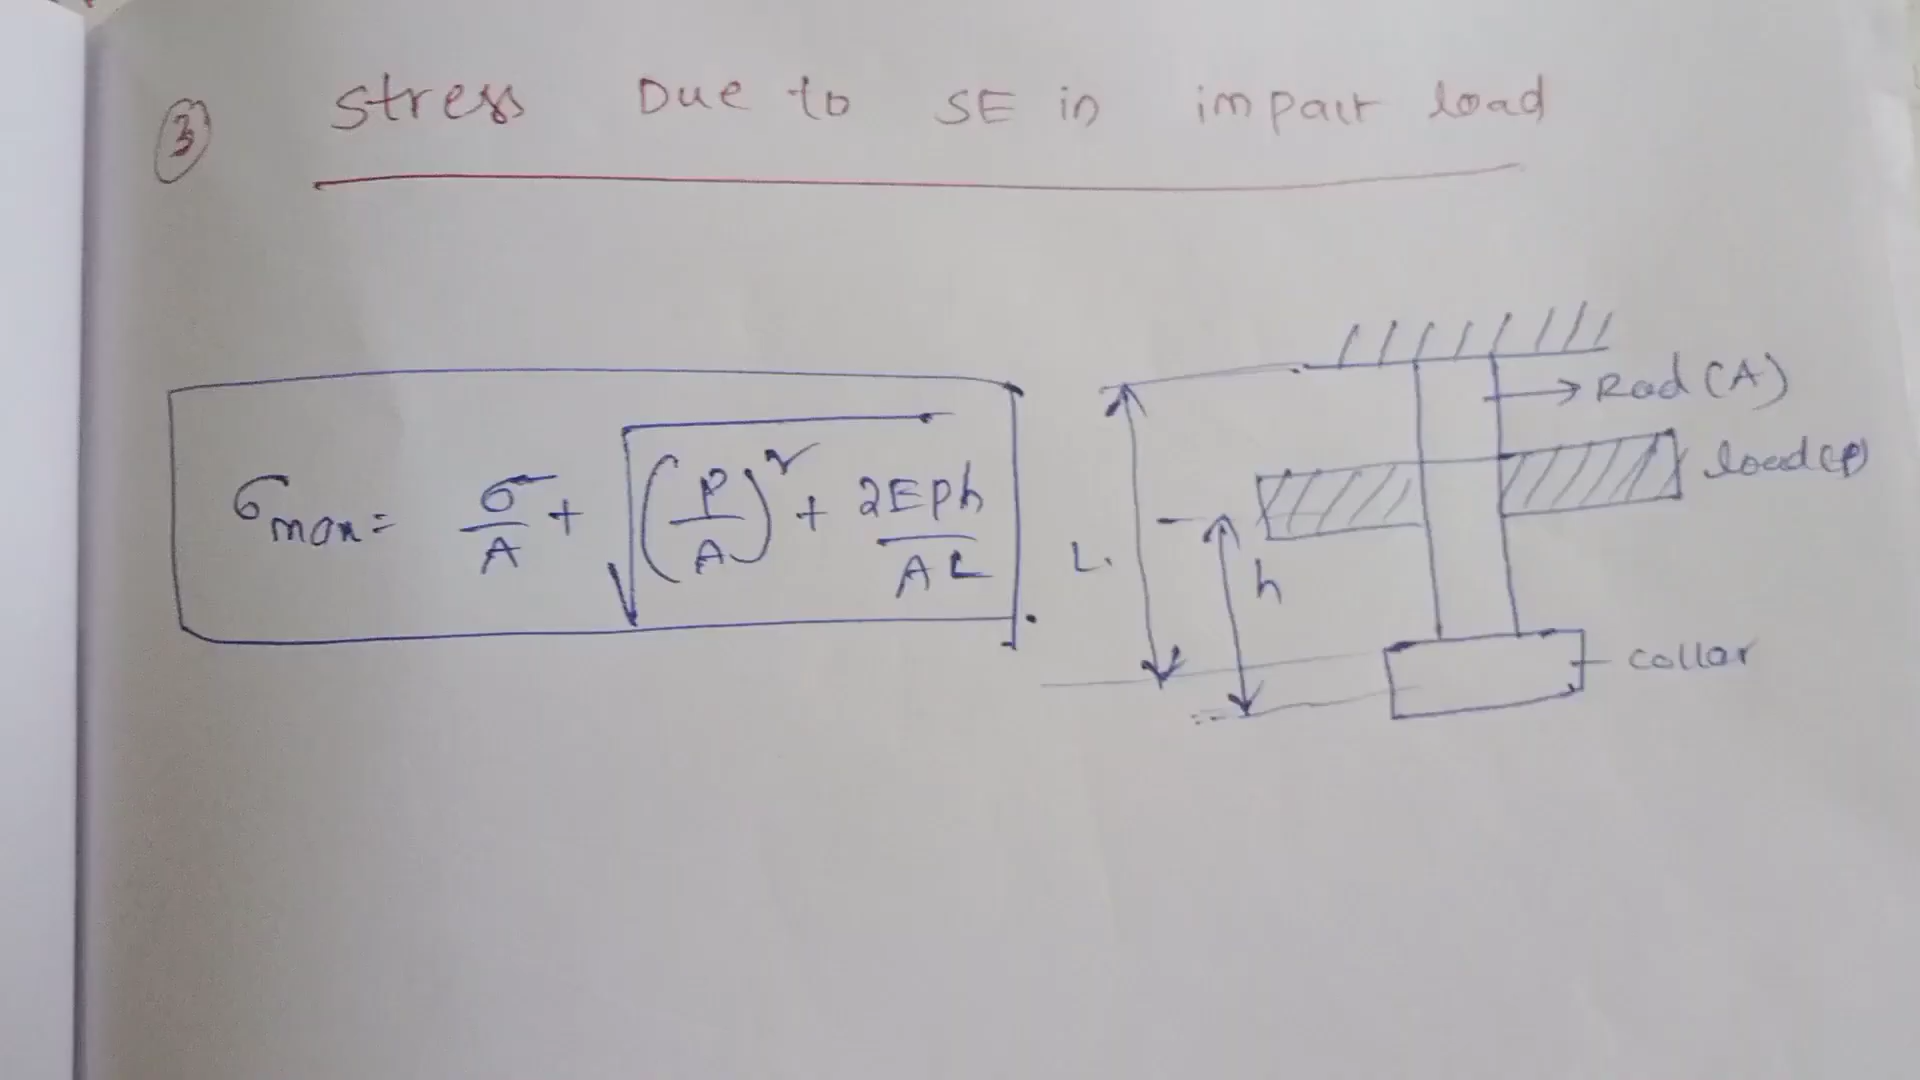 ③ Stress Due to SE in impact load
σmax = σ/A + √((P/A)² + 2EPh/AL)
Rod (A)
load (P)
L.
h
collar